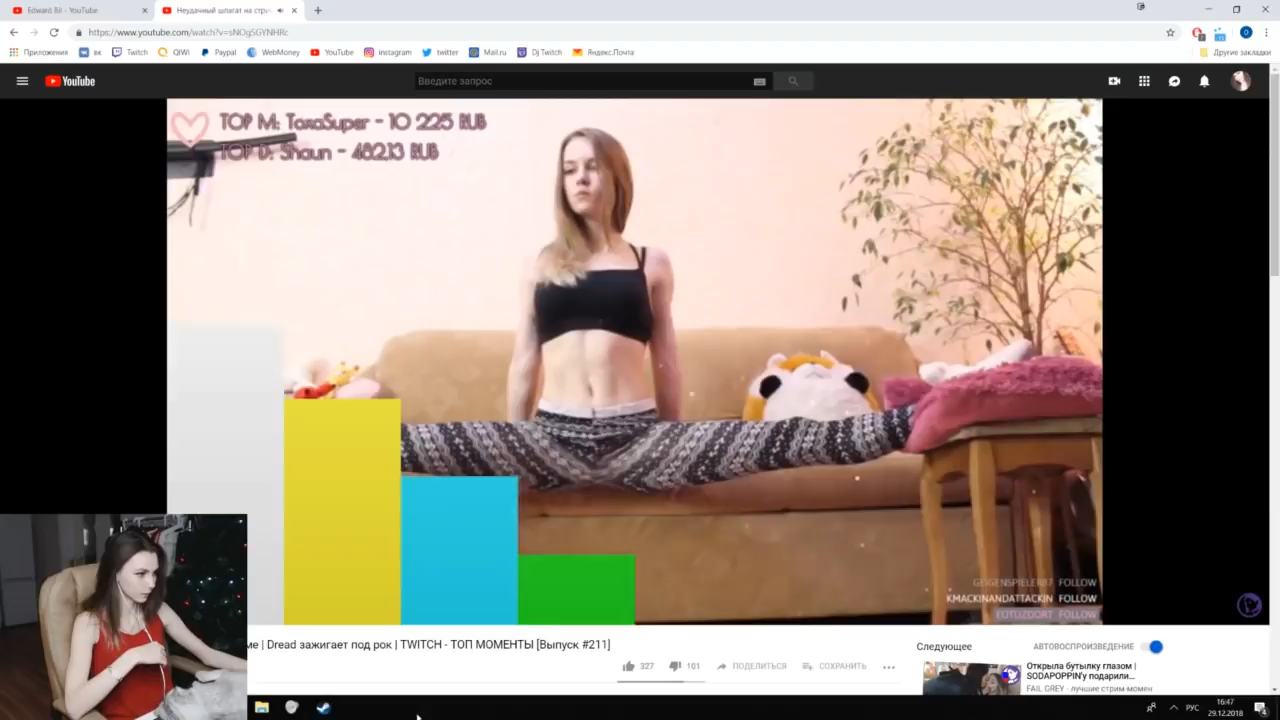 Edward Bil - YouTube
Неудачный шпагат на стри
https://www.youtube.com/watch?v=sNOgSGYNHRc
Приложения
вк
Twitch
QIWI
Paypal
WebMoney
YouTube
instagram
twitter
Mail.ru
Dj Twitch
Яндекс.Почта
Другие закладки
YouTube
Введите запрос
TOP M: ToxaSuper - 10 225 RUB
TOP D: Shaun - 482.13 RUB
FOLLOW
KMACKINANDATTACKIN FOLLOW
FOLLOW
ме | Dread зажигает под рок | TWITCH - ТОП МОМЕНТЫ [Выпуск #211]
327
101
ПОДЕЛИТЬСЯ
СОХРАНИТЬ
Следующее
АВТОВОСПРОИЗВЕДЕНИЕ
Открыла бутылку глазом |
SODAPOPPIN'у подарили...
FAIL GREY - лучшие стрим-момен
РУС
16:47
29.12.2018
4